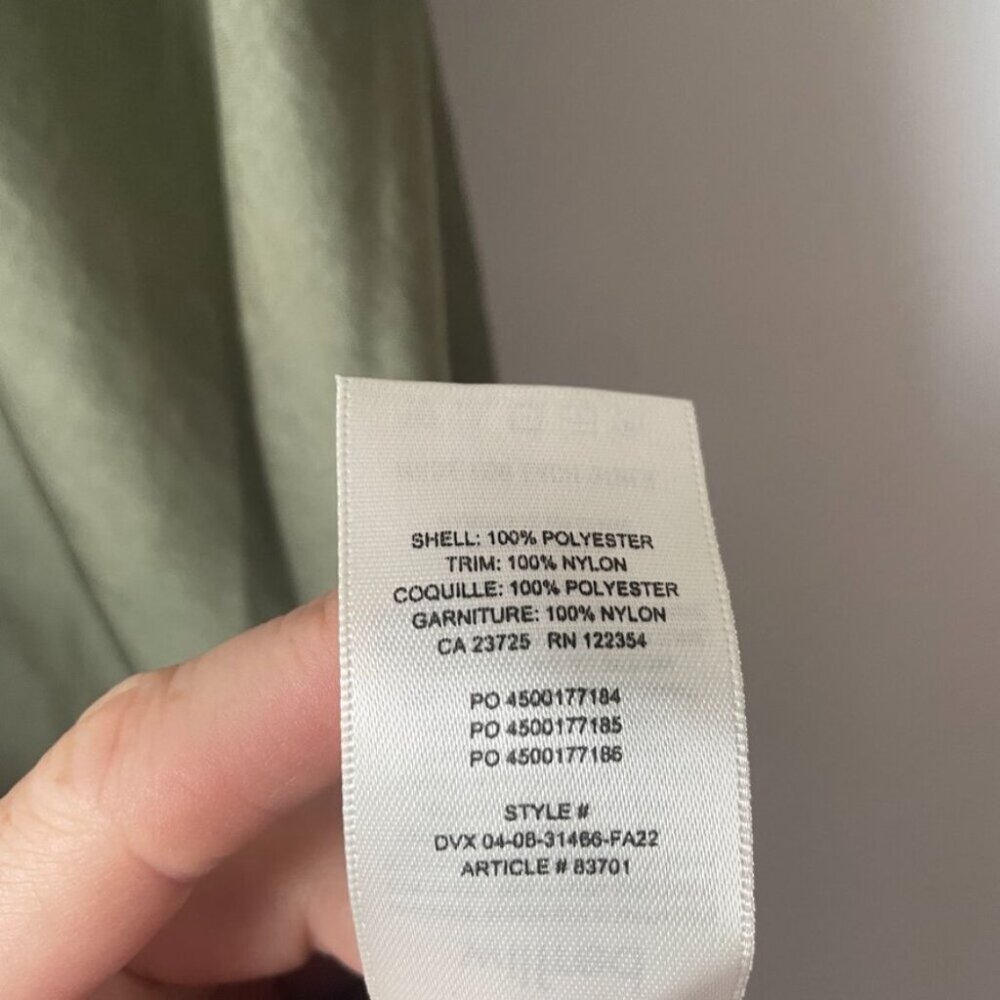 SHELL: 100% POLYESTER
TRIM: 100% NYLON
COQUILLE: 100% POLYESTER
GARNITURE: 100% NYLON
CA 23725 RN 122354
PO 4500177184
PO 4500177185
PO 4500177186
STYLE #
DVX 04-08-31466-FA22
ARTICLE # 83701